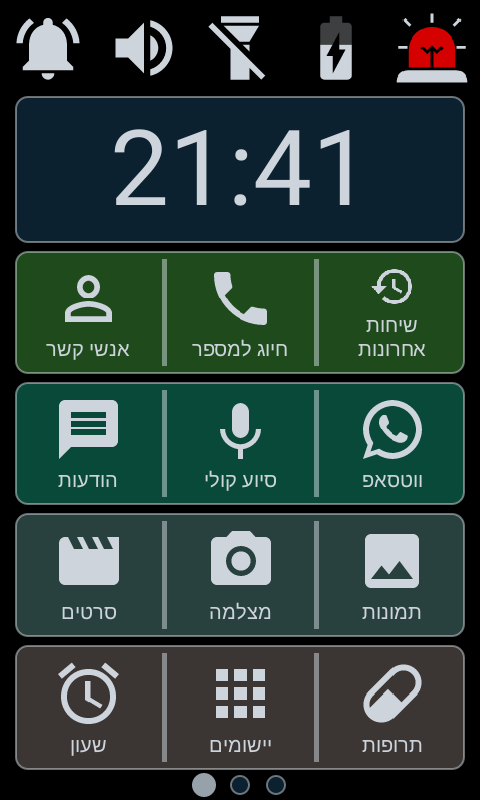 21:41
שיחות
אחרונות
חיוג למספר
אנשי קשר
ווטסאפ
סיוע קולי
הודעות
תמונות
מצלמה
סרטים
תרופות
יישומים
שעון